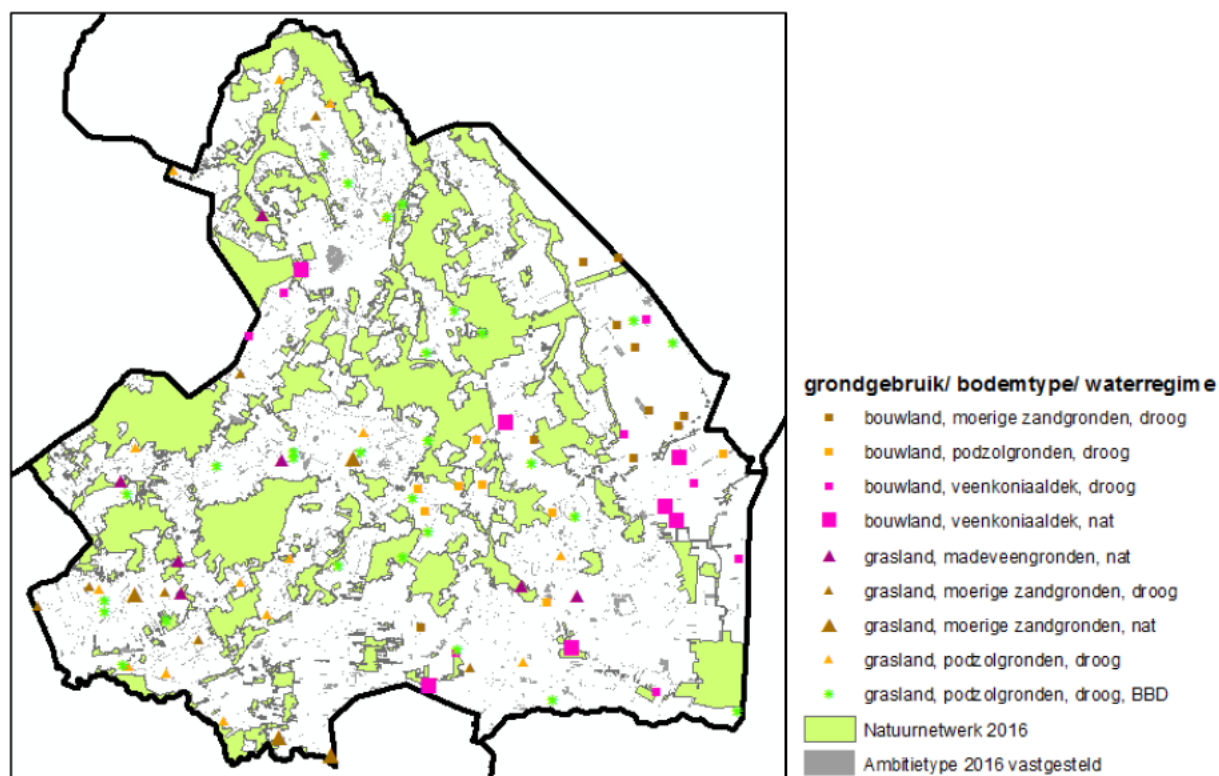 grondgebruik/ bodemtype/ waterregime
bouwland, moerige zandgronden, droog
bouwland, podzolgronden, droog
bouwland, veenkoniaaldek, droog
bouwland, veenkoniaaldek, nat
grasland, madeveengronden, nat
grasland, moerige zandgronden, droog
grasland, moerige zandgronden, nat
grasland, podzolgronden, droog
grasland, podzolgronden, droog, BBD
Natuurnetwerk 2016
Ambitietype 2016 vastgesteld